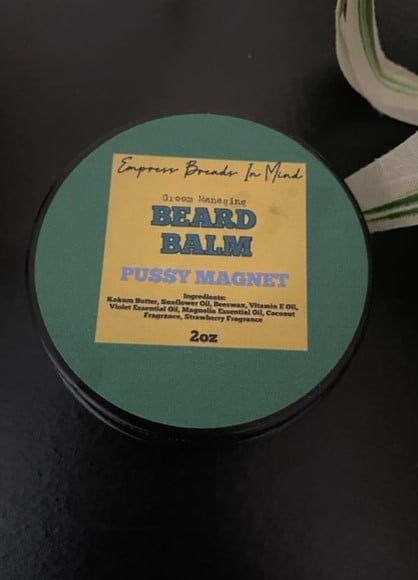 Empress Breads In Mind
Groom Managing
BEARD
BALM
PU$$Y MAGNET
Ingredients:
Kokum Butter, Sunflower Oil, Beeswax, Vitamin E Oil,
Violet Essential Oil, Magnolia Essential Oil, Coconut
Fragrance, Strawberry Fragrance
2oz